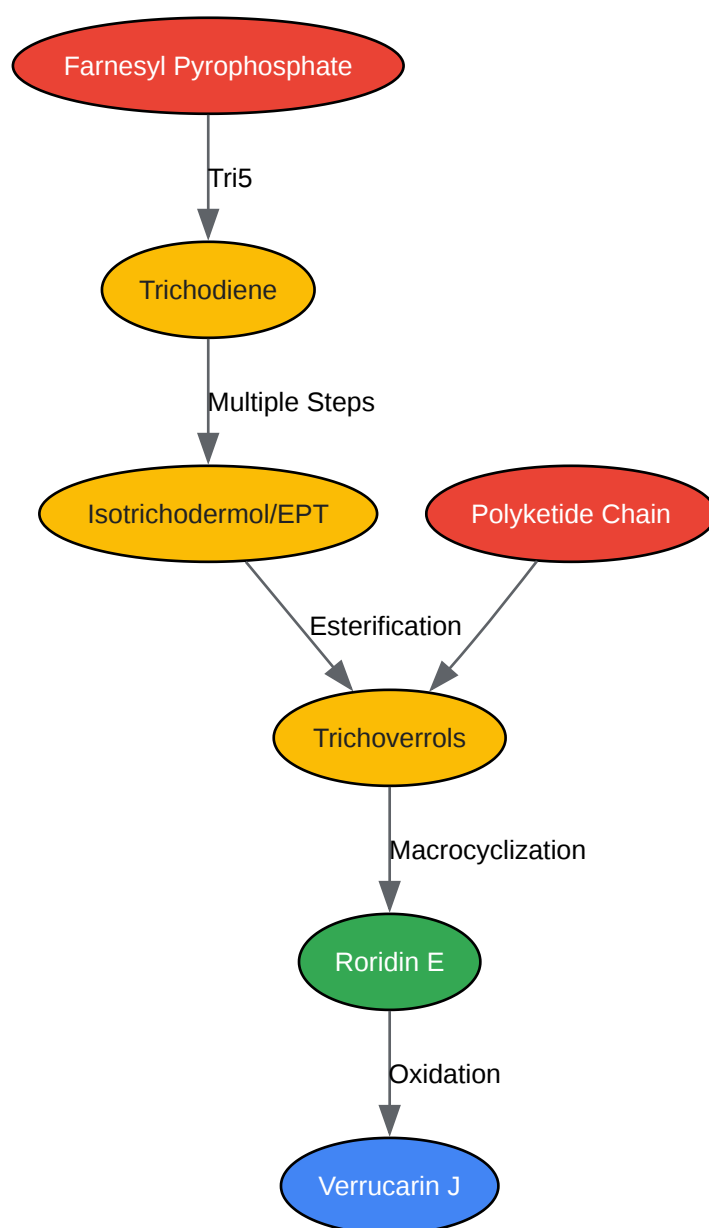 Farnesyl Pyrophosphate
Tri5
Trichodiene
Multiple Steps
Isotrichodermol/EPT
Polyketide Chain
Esterification
Trichoverrols
Macrocyclization
Roridin E
Oxidation
Verrucarin J